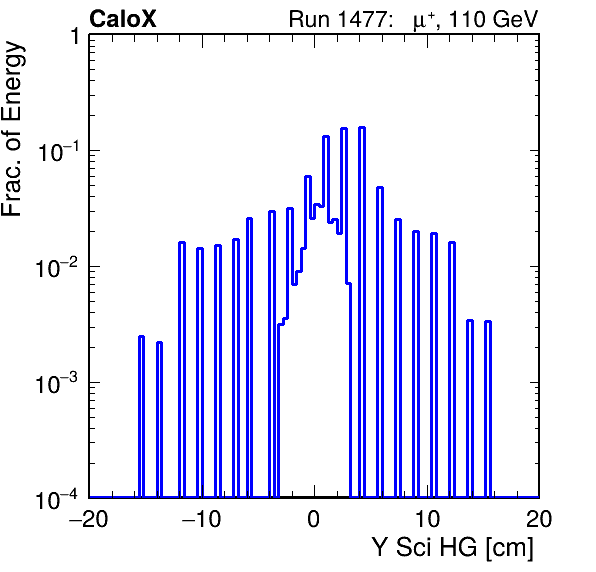 CaloX Run 1477: μ⁺, 110 GeV
Frac. of Energy
1
10⁻¹
10⁻²
10⁻³
10⁻⁴
−20 −10 0 10 20
Y Sci HG [cm]